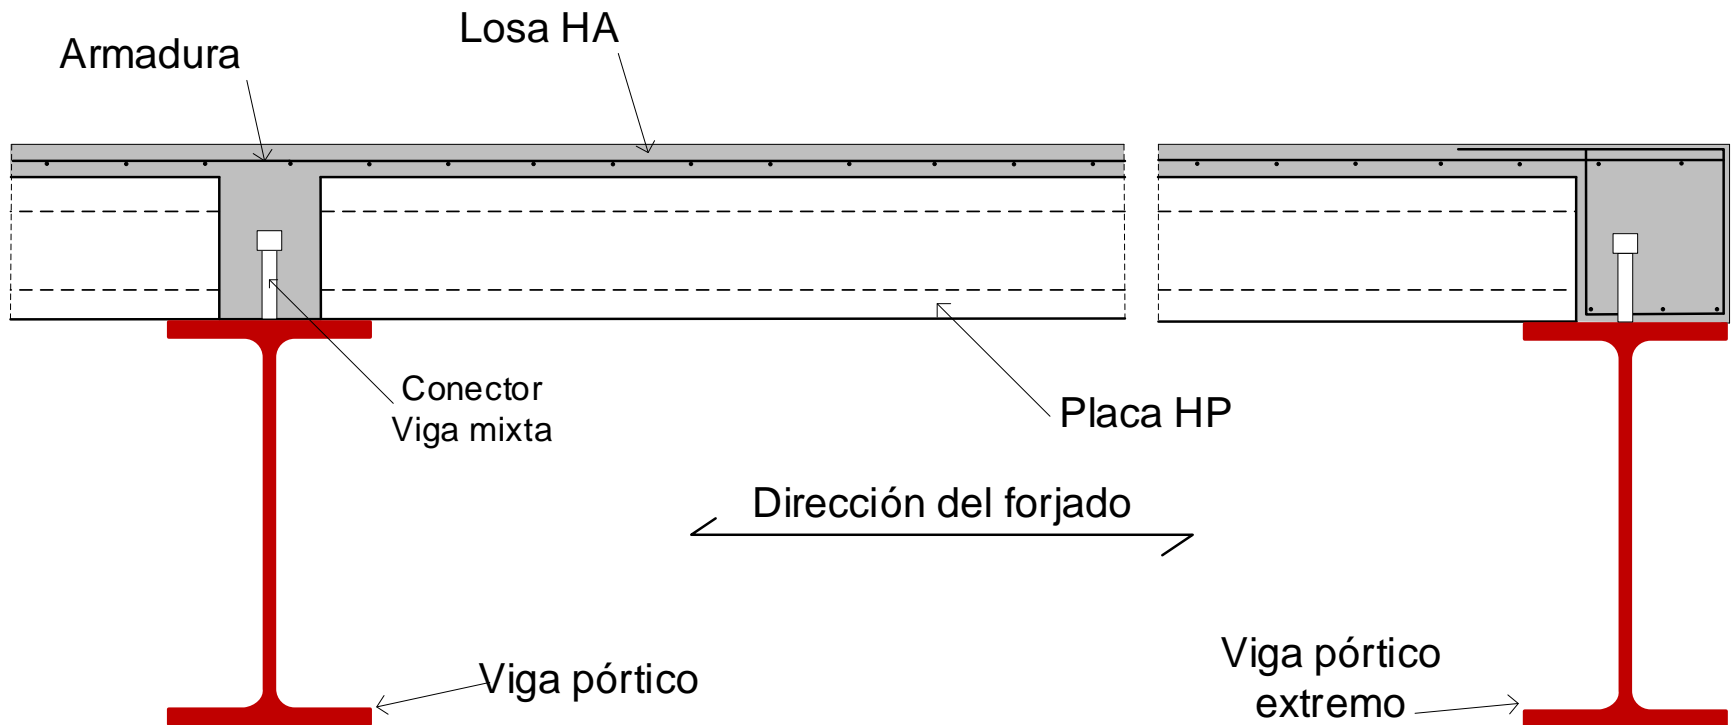 Losa HA
Armadura
Conector
Viga mixta
Placa HP
Dirección del forjado
Viga pórtico
Viga pórtico
extremo